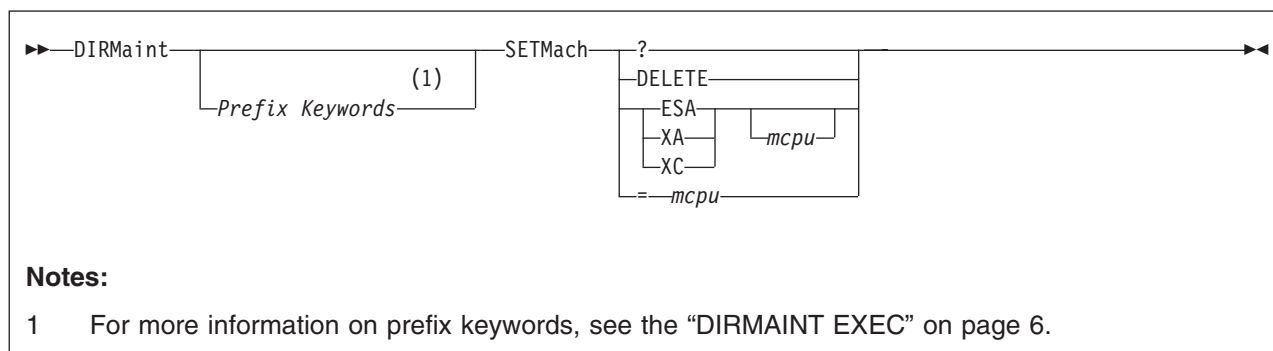 DIRMaint SETMach ?
(1) DELETE
Prefix Keywords ESA
XA mcpu
XC
= mcpu
Notes:
1 For more information on prefix keywords, see the “DIRMAINT EXEC” on page 6.